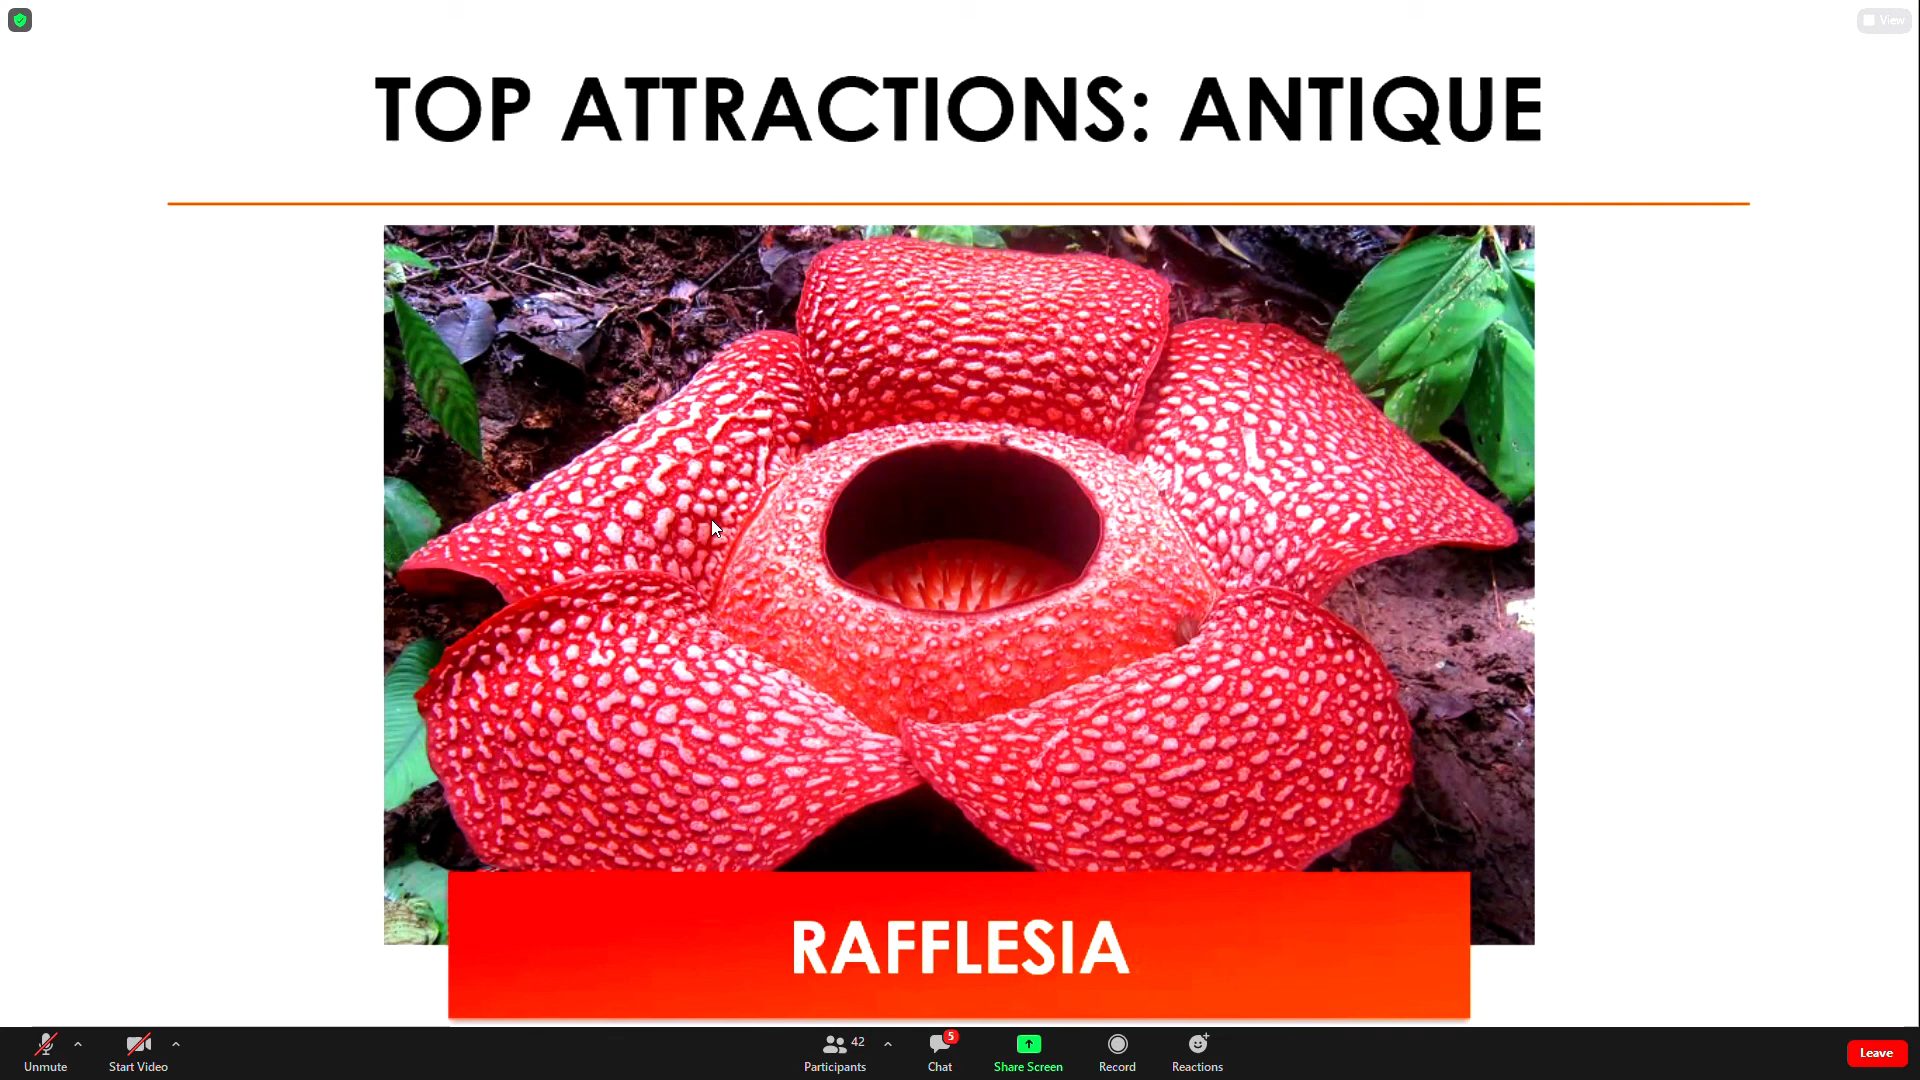 View
TOP ATTRACTIONS: ANTIQUE
RAFFLESIA
Unmute
Start Video
42
Participants
5
Chat
Share Screen
Record
Reactions
Leave